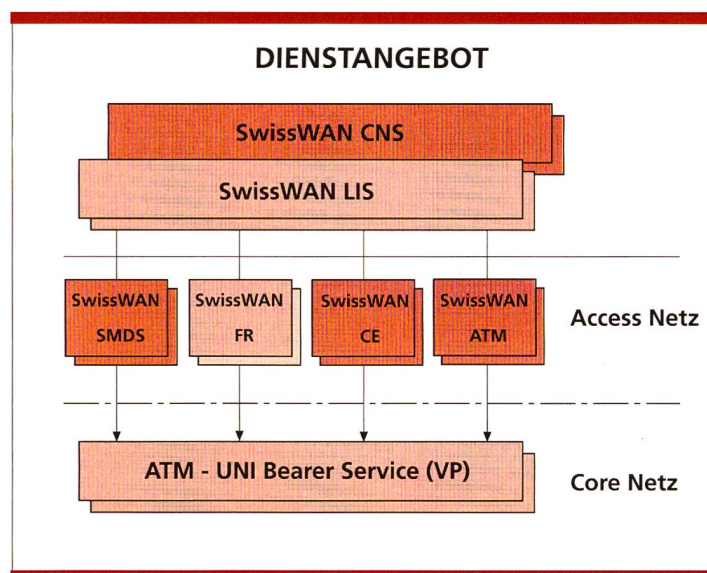 DIENSTANGEBOT
SwissWAN CNS
SwissWAN LIS
SwissWAN
SMDS
SwissWAN
FR
SwissWAN
CE
SwissWAN
ATM
Access Netz
ATM - UNI Bearer Service (VP)
Core Netz